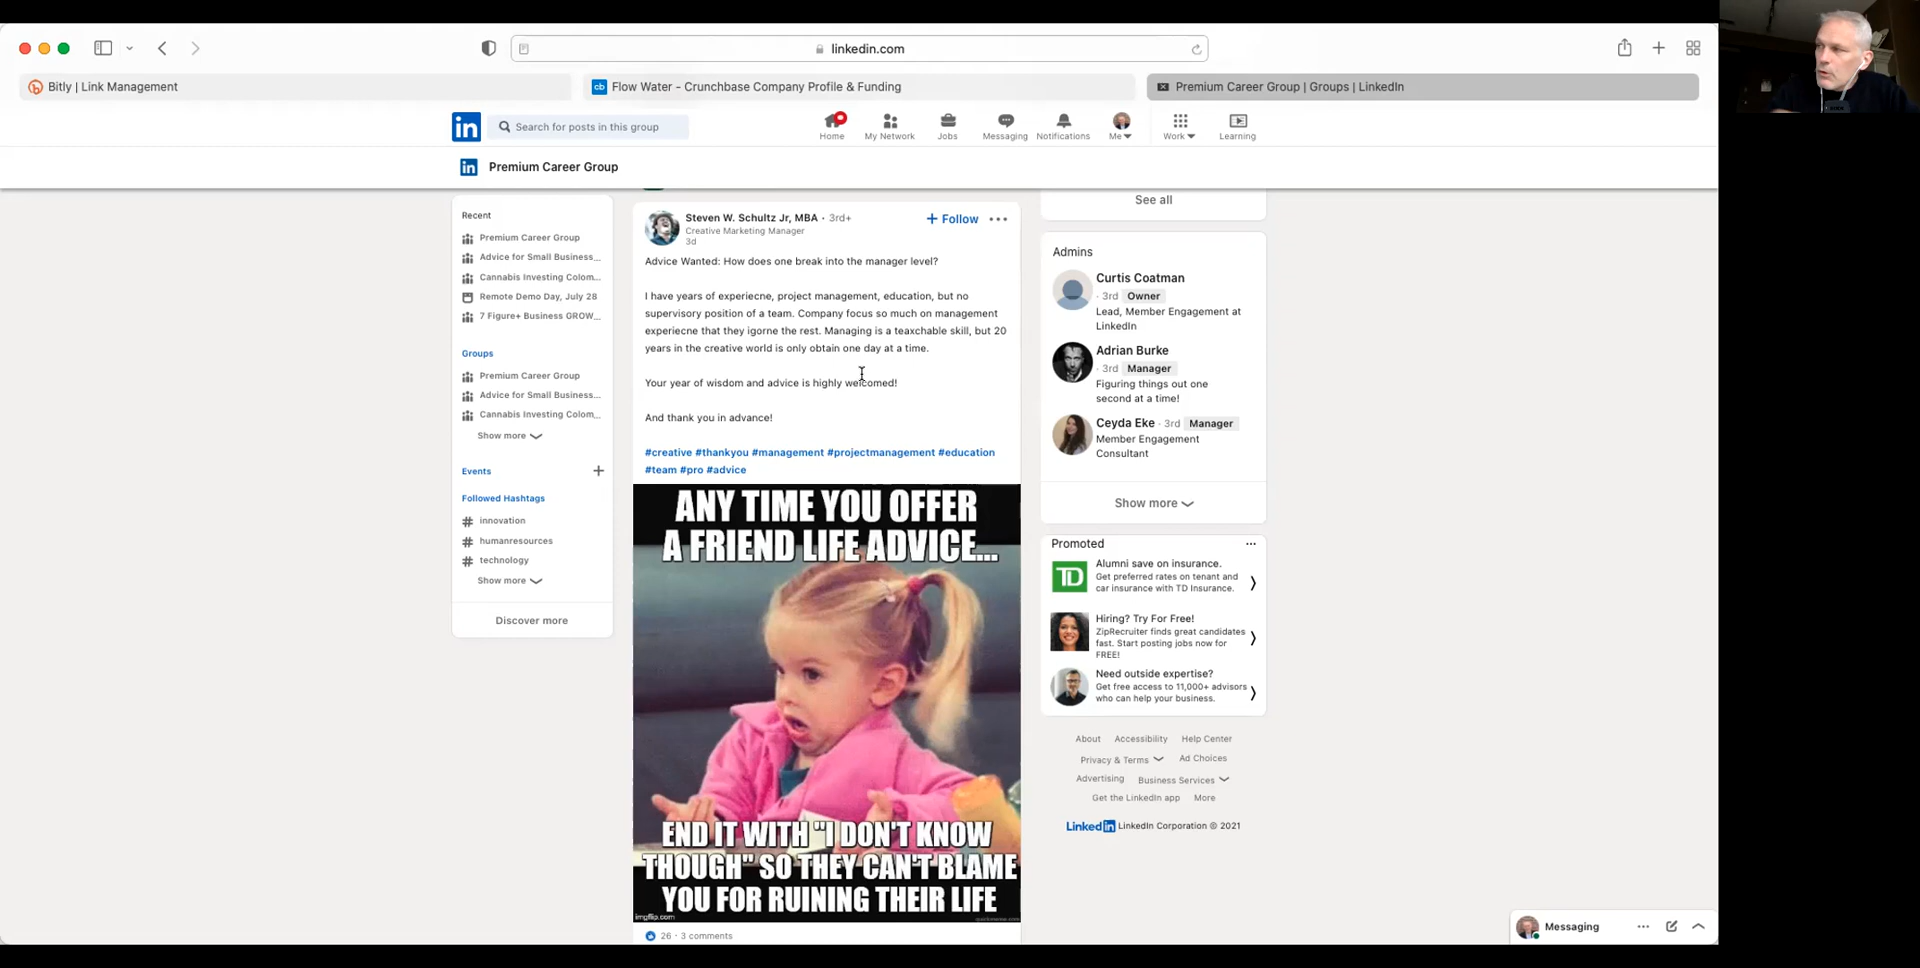 linkedin.com
Bitly | Link Management
cb Flow Water - Crunchbase Company Profile & Funding
Premium Career Group | Groups | LinkedIn
in
Search for posts in this group
Home
My Network
Jobs
Messaging
Notifications
Me
Work
Learning
in Premium Career Group
Recent
Premium Career Group
Advice for Small Business...
Cannabis Investing Colom...
Remote Demo Day, July 28
7 Figure+ Business GROW...
Groups
Premium Career Group
Advice for Small Business...
Cannabis Investing Colom...
Show more
Events
Followed Hashtags
# innovation
# humanresources
# technology
Show more
Discover more
Steven W. Schultz Jr, MBA · 3rd+
Creative Marketing Manager
3d
+ Follow
Advice Wanted: How does one break into the manager level?
I have years of experiecne, project management, education, but no
supervisory position of a team. Company focus so much on management
experiecne that they igorne the rest. Managing is a teaxchable skill, but 20
years in the creative world is only obtain one day at a time.
Your year of wisdom and advice is highly welcomed!
And thank you in advance!
#creative #thankyou #management #projectmanagement #education
#team #pro #advice
ANY TIME YOU OFFER
A FRIEND LIFE ADVICE...
END IT WITH "I DON'T KNOW
THOUGH" SO THEY CAN'T BLAME
YOU FOR RUINING THEIR LIFE
imgflip.com
26 · 3 comments
See all
Admins
Curtis Coatman
· 3rd Owner
Lead, Member Engagement at
LinkedIn
Adrian Burke
· 3rd Manager
Figuring things out one
second at a time!
Ceyda Eke · 3rd Manager
Member Engagement
Consultant
Show more
Promoted
TD
Alumni save on insurance.
Get preferred rates on tenant and
car insurance with TD Insurance.
Hiring? Try For Free!
ZipRecruiter finds great candidates
fast. Start posting jobs now for
FREE!
Need outside expertise?
Get free access to 11,000+ advisors
who can help your business.
About Accessibility Help Center
Privacy & Terms Ad Choices
Advertising Business Services
Get the LinkedIn app More
LinkedIn LinkedIn Corporation © 2021
Messaging